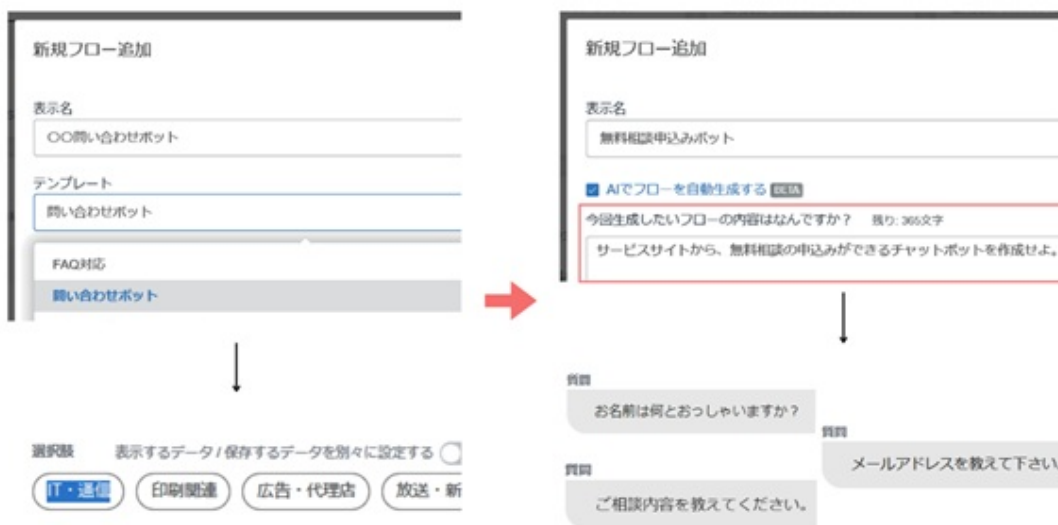 新規フロー追加
表示名
〇〇問い合わせボット
テンプレート
問い合わせボット
FAQ対応
問い合わせボット
選択肢 表示するデータ / 保存するデータを別々に設定する
IT・通信 印刷関連 広告・代理店 放送・新
新規フロー追加
表示名
無料相談申込みボット
AIでフローを自動生成する BETA
今回生成したいフローの内容はなんですか? 残り: 365文字
サービスサイトから、無料相談の申込みができるチャットボットを作成せよ。
質問
お名前は何とおっしゃいますか?
質問
メールアドレスを教えて下さい
質問
ご相談内容を教えてください。